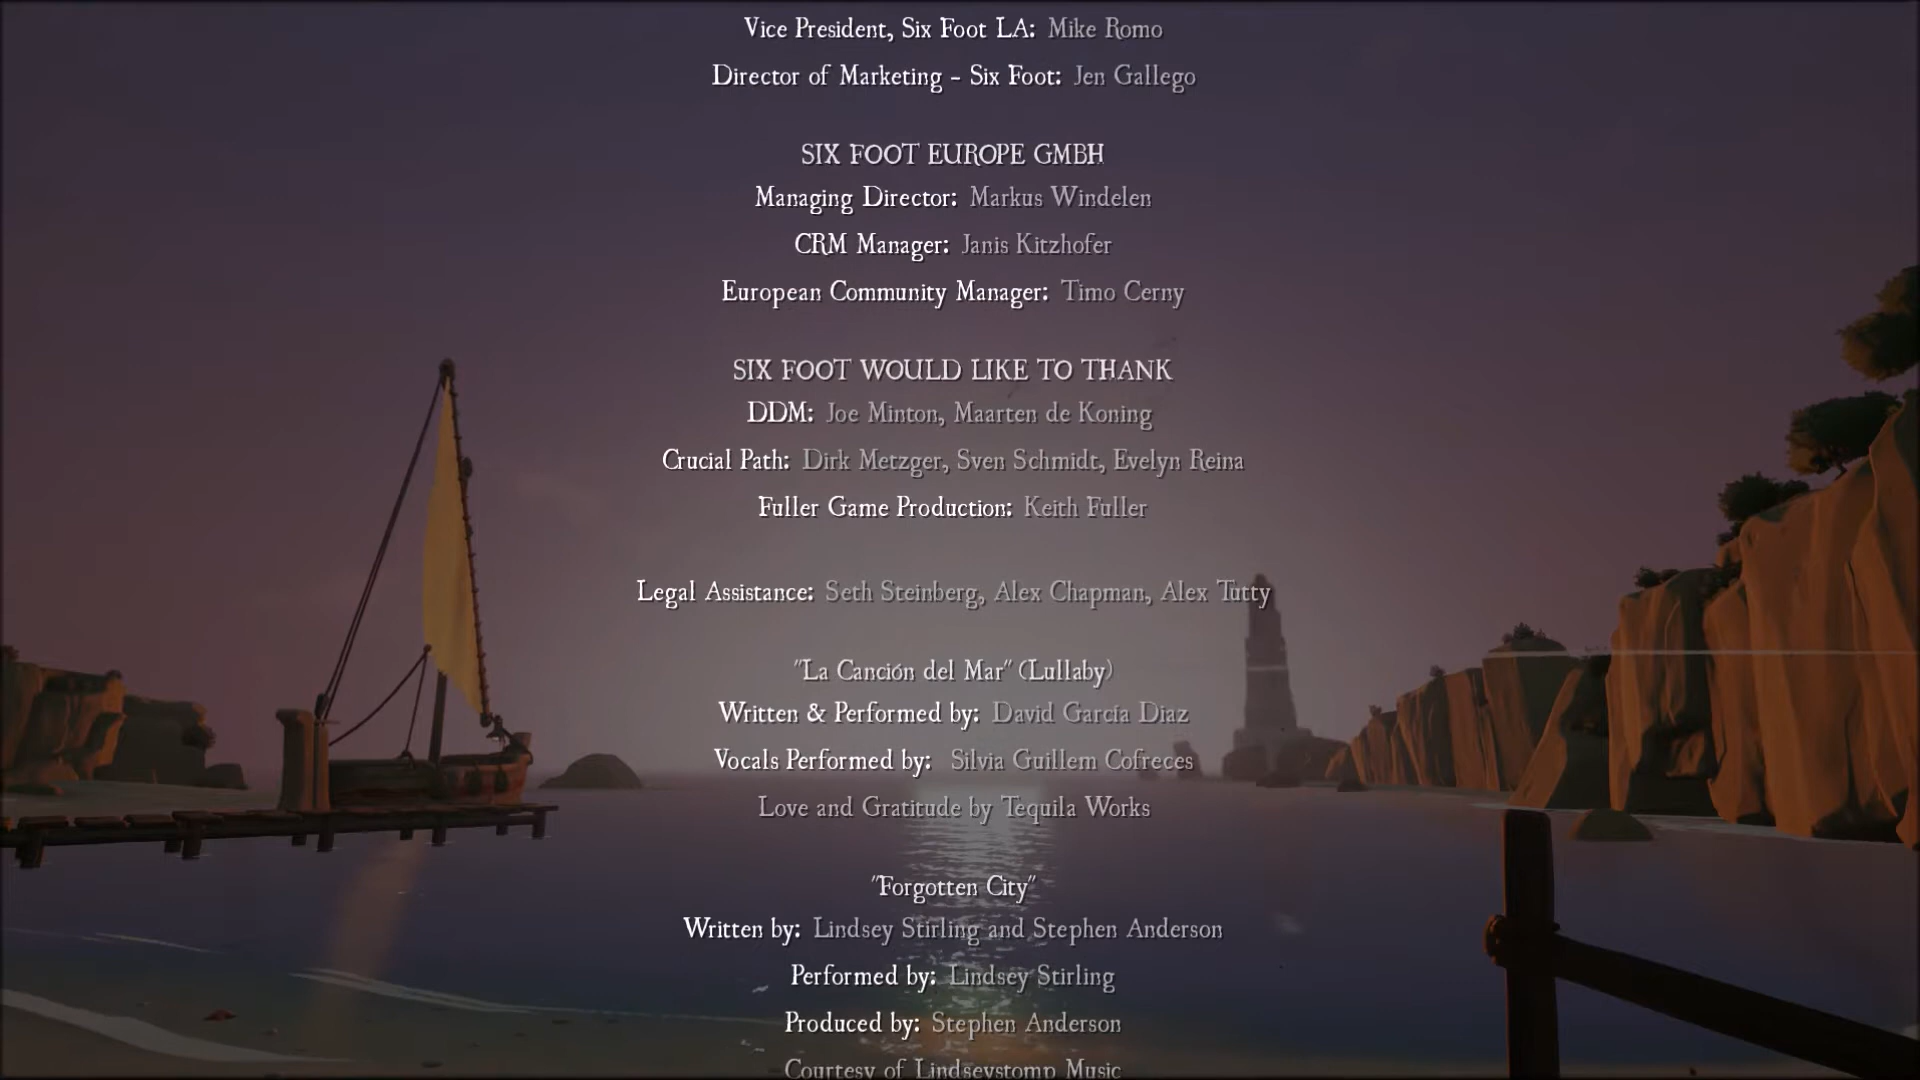 Vice President, Six Foot LA: Mike Romo
Director of Marketing - Six Foot: Jen Gallego
SIX FOOT EUROPE GMBH
Managing Director: Markus Windelen
CRM Manager: Janis Kitzhofer
European Community Manager: Timo Cerny
SIX FOOT WOULD LIKE TO THANK
DDM: Joe Minton, Maarten de Koning
Crucial Path: Dirk Metzger, Sven Schmidt, Evelyn Reina
Fuller Game Production: Keith Fuller
Legal Assistance: Seth Steinberg, Alex Chapman, Alex Tutty
"La Canción del Mar" (Lullaby)
Written & Performed by: David García Díaz
Vocals Performed by: Silvia Guillem Cofreces
Love and Gratitude by Tequila Works
"Forgotten City"
Written by: Lindsey Stirling and Stephen Anderson
Performed by: Lindsey Stirling
Produced by: Stephen Anderson
Courtesy of Lindseystomp Music